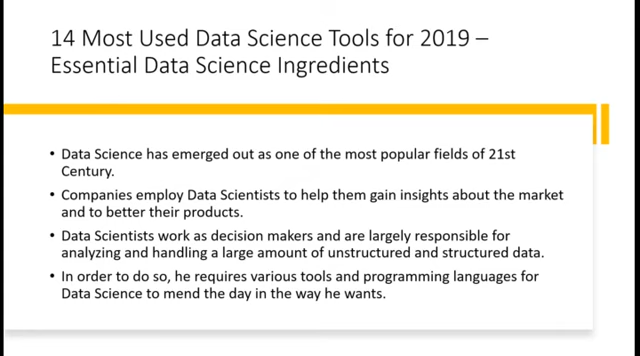 14 Most Used Data Science Tools for 2019 –
Essential Data Science Ingredients
• Data Science has emerged out as one of the most popular fields of 21st
Century.
• Companies employ Data Scientists to help them gain insights about the market
and to better their products.
• Data Scientists work as decision makers and are largely responsible for
analyzing and handling a large amount of unstructured and structured data.
• In order to do so, he requires various tools and programming languages for
Data Science to mend the day in the way he wants.